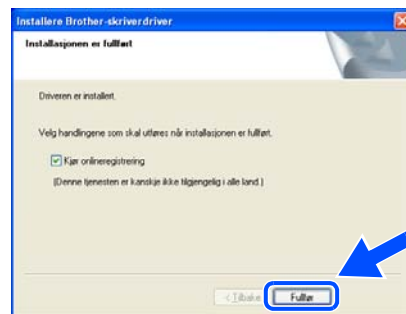 Installere Brother-skriverdriver
Installasjonen er fullført
Driveren er installert.
Velg handlingene som skal utføres når installasjonen er fullført.
Kjør onlineregistrering
(Denne tjenesten er kanskje ikke tilgjengelig i alle land.)
< Tilbake
Fullfør